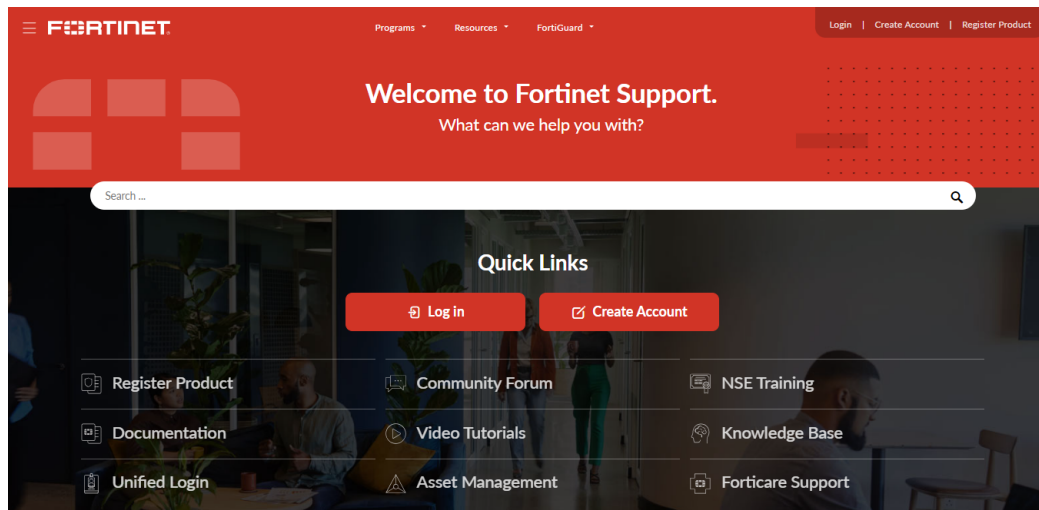 FORTINET
Programs Resources FortiGuard
Login | Create Account | Register Product
Welcome to Fortinet Support.
What can we help you with?
Search ...
Quick Links
Log in Create Account
Register Product Community Forum NSE Training
Documentation Video Tutorials Knowledge Base
Unified Login Asset Management Forticare Support